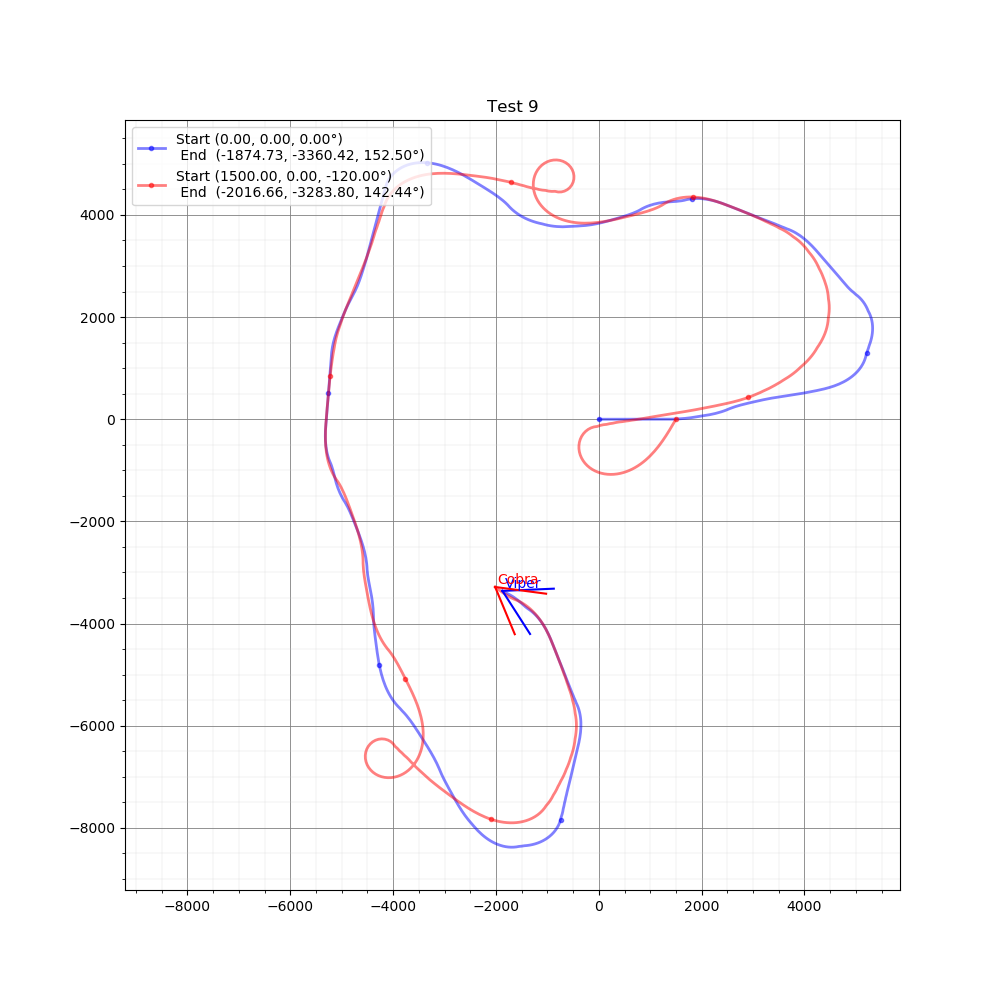 Test 9
Start (0.00, 0.00, 0.00°)
End (-1874.73, -3360.42, 152.50°)
Start (1500.00, 0.00, -120.00°)
End (-2016.66, -3283.80, 142.44°)
4000
2000
0
−2000
Cobra
Viper
−4000
−6000
−8000
−8000 −6000 −4000 −2000 0 2000 4000